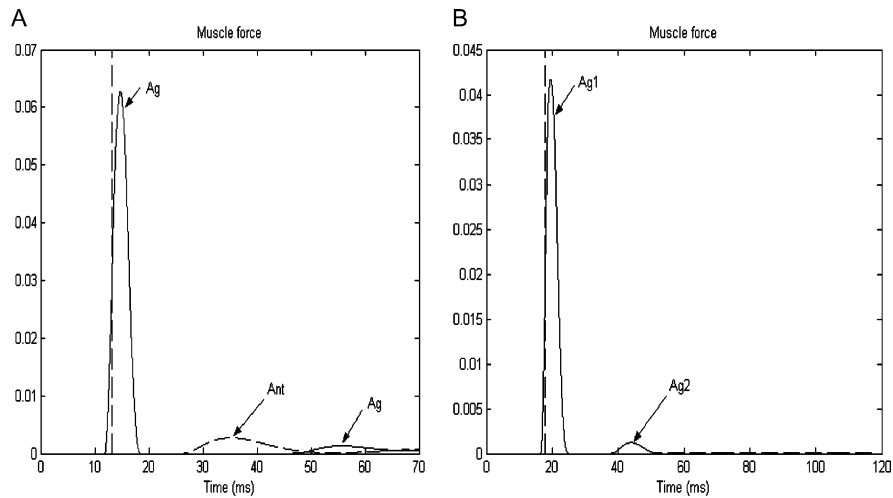 A
Muscle force
0.07
0.06
0.05
0.04
0.03
0.02
0.01
0
0 10 20 30 40 50 60 70
Time (ms)
Ag
Ant
Ag
B
Muscle force
0.045
0.04
0.035
0.03
0.025
0.02
0.015
0.01
0.005
0
0 20 40 60 80 100 120
Time (ms)
Ag1
Ag2